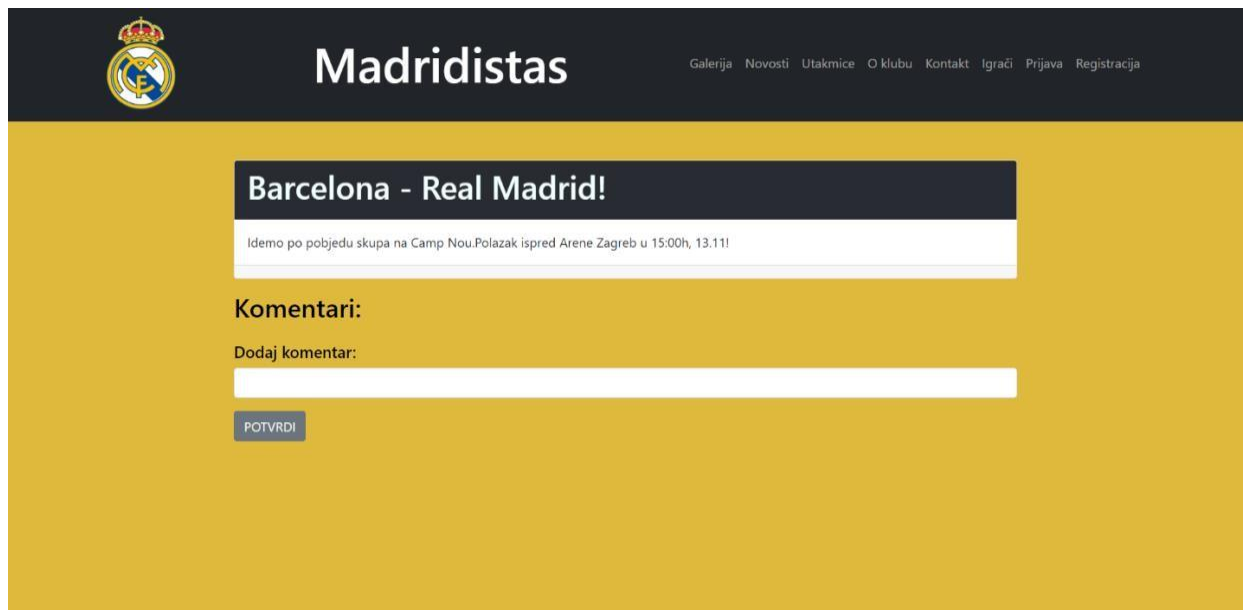 Madridistas
Galerija Novosti Utakmice O klubu Kontakt Igrači Prijava Registracija
Barcelona - Real Madrid!
Idemo po pobjedu skupa na Camp Nou.Polazak ispred Arene Zagreb u 15:00h, 13.11!
Komentari:
Dodaj komentar:
POTVRDI